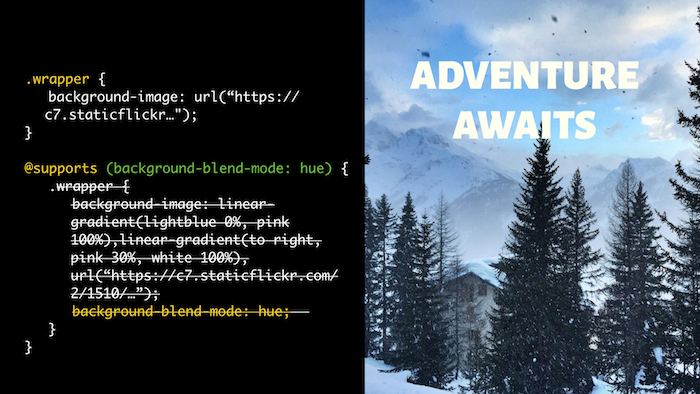 .wrapper {
background-image: url(“https://
c7.staticflickr…");
}
@supports (background-blend-mode: hue) {
.wrapper {
background-image: linear-
gradient(lightblue 0%, pink
100%),linear-gradient(to right,
pink 30%, white 100%),
url(“https://c7.staticflickr.com/
2/1510/…”);
background-blend-mode: hue;
}
}
ADVENTURE
AWAITS